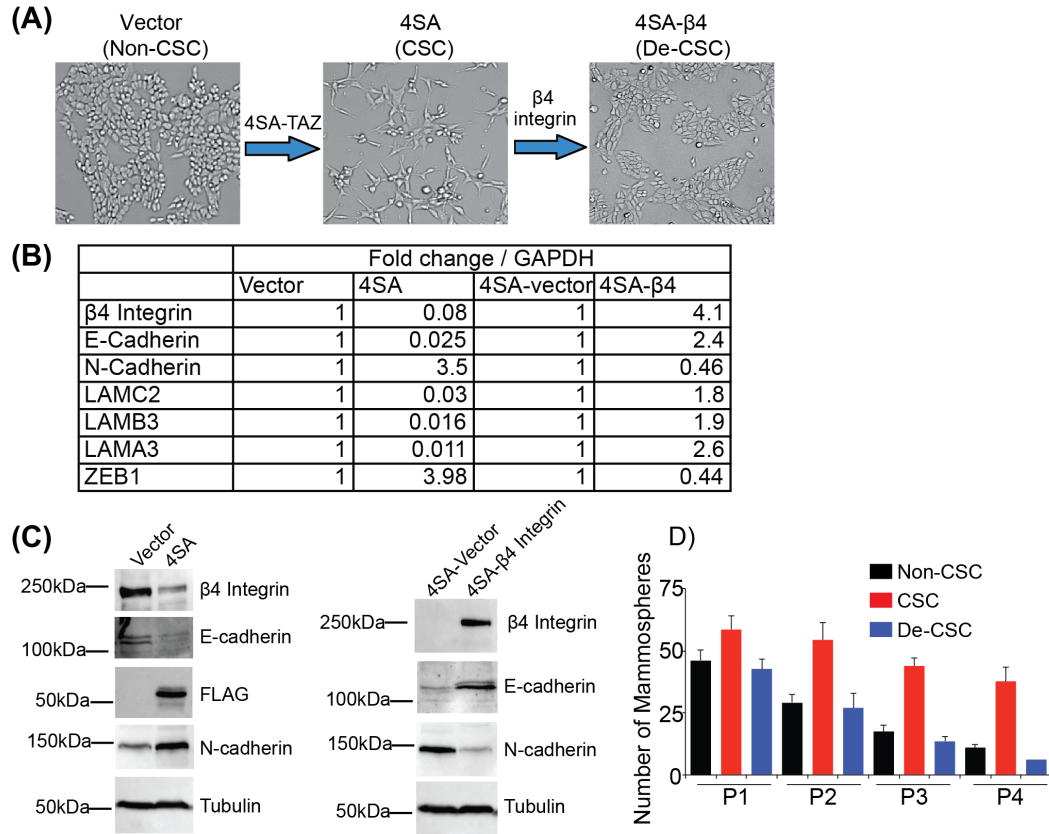 (A)
Vector
(Non-CSC)
4SA
(CSC)
4SA-β4
(De-CSC)
4SA-TAZ
β4
integrin
(B)
Fold change / GAPDH
Vector 4SA 4SA-vector 4SA-β4
β4 Integrin 1 0.08 1 4.1
E-Cadherin 1 0.025 1 2.4
N-Cadherin 1 3.5 1 0.46
LAMC2 1 0.03 1 1.8
LAMB3 1 0.016 1 1.9
LAMA3 1 0.011 1 2.6
ZEB1 1 3.98 1 0.44
(C)
Vector
4SA
250kDa
β4 Integrin
E-cadherin
100kDa
FLAG
50kDa
150kDa
N-cadherin
50kDa
Tubulin
4SA-Vector
4SA-β4 Integrin
250kDa
β4 Integrin
E-cadherin
100kDa
150kDa
N-cadherin
50kDa
Tubulin
D)
Non-CSC
CSC
De-CSC
Number of Mammospheres
75
50
25
0
P1 P2 P3 P4